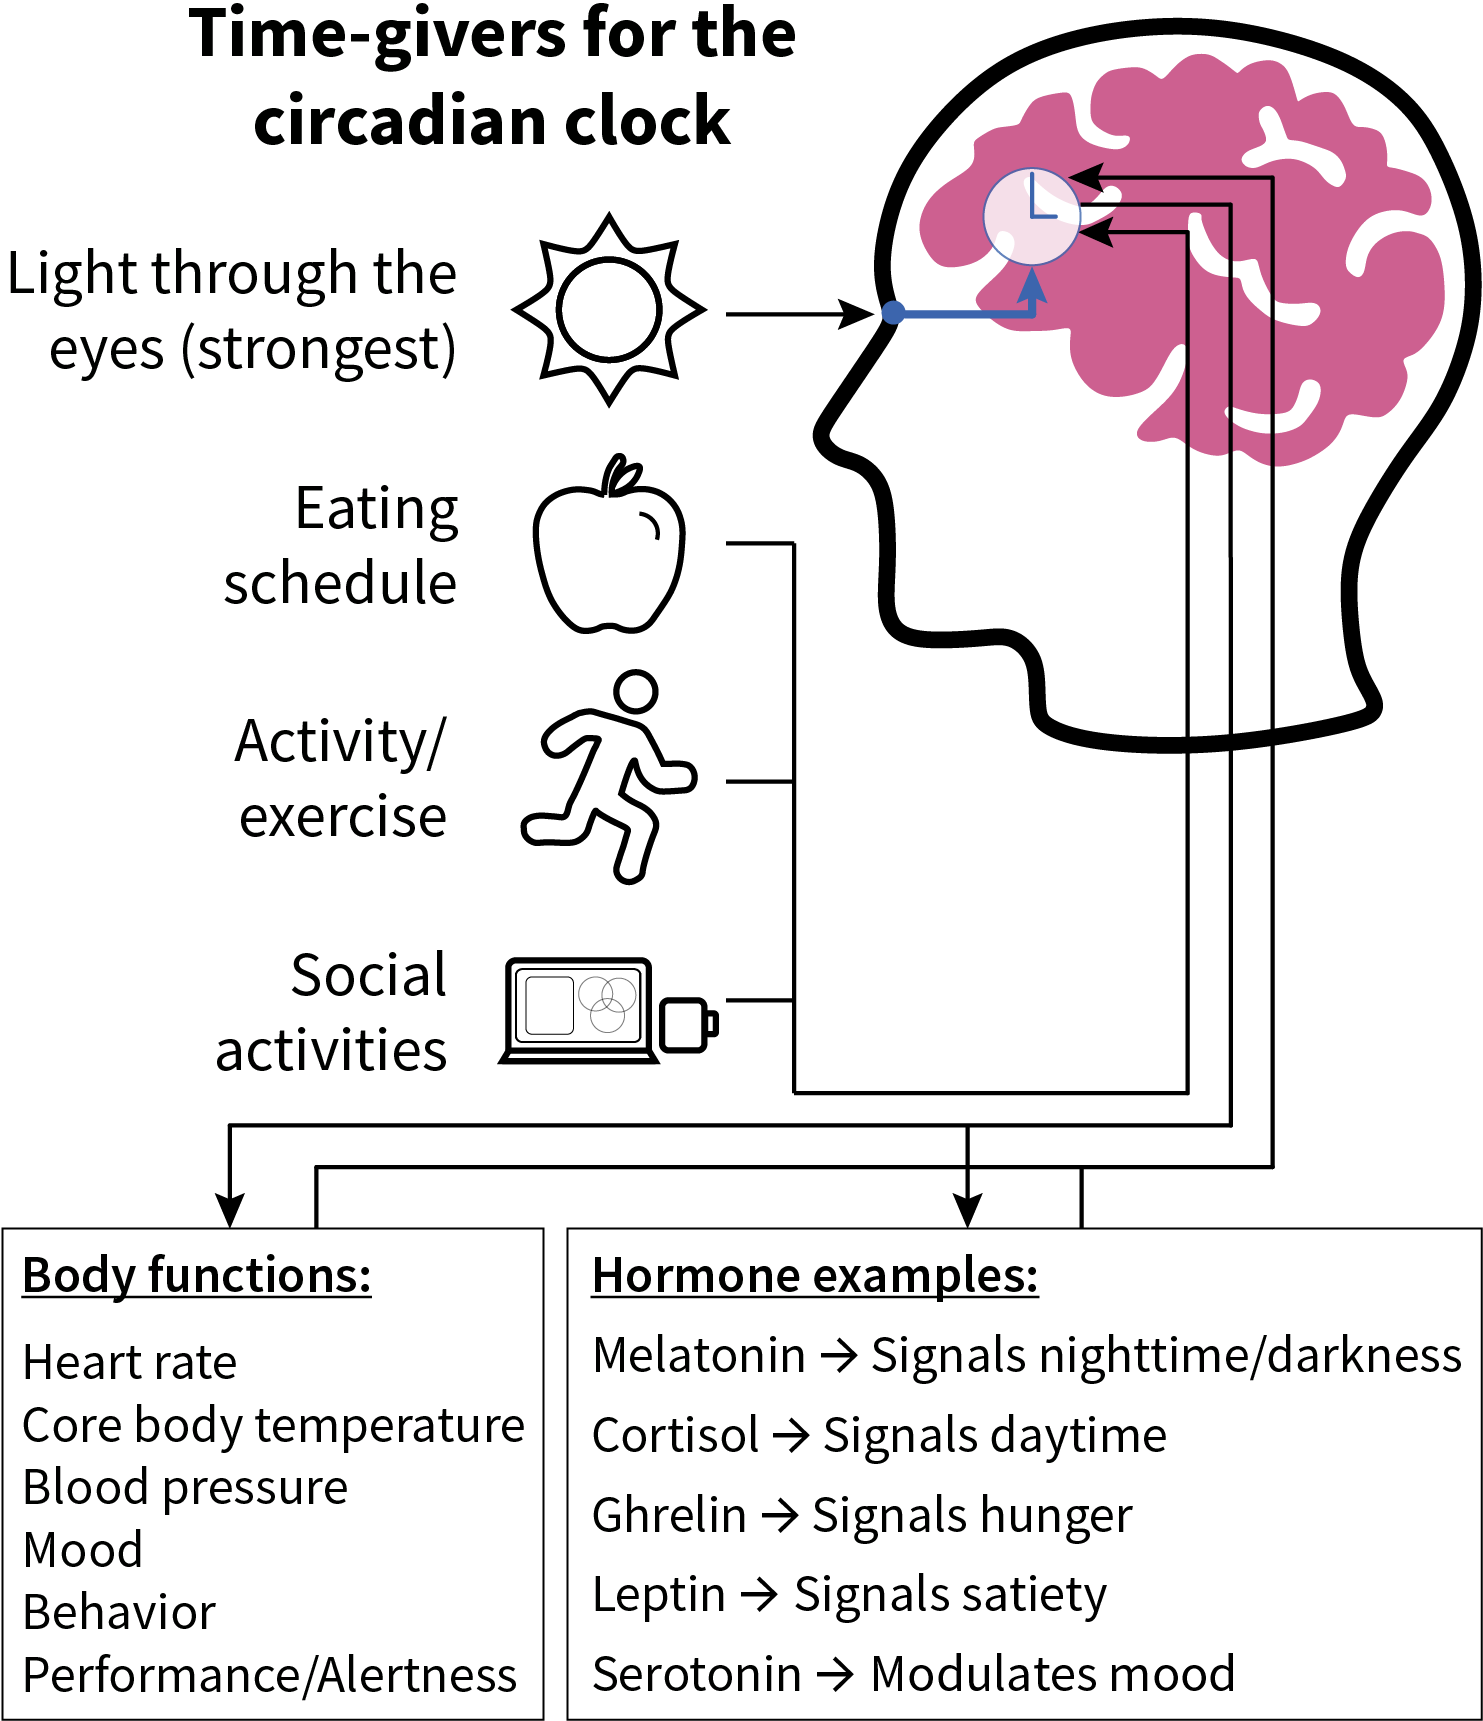 Time-givers for the
circadian clock
Light through the
eyes (strongest)
Eating
schedule
Activity/
exercise
Social
activities
Body functions:
Heart rate
Core body temperature
Blood pressure
Mood
Behavior
Performance/Alertness
Hormone examples:
Melatonin → Signals nighttime/darkness
Cortisol → Signals daytime
Ghrelin → Signals hunger
Leptin → Signals satiety
Serotonin → Modulates mood